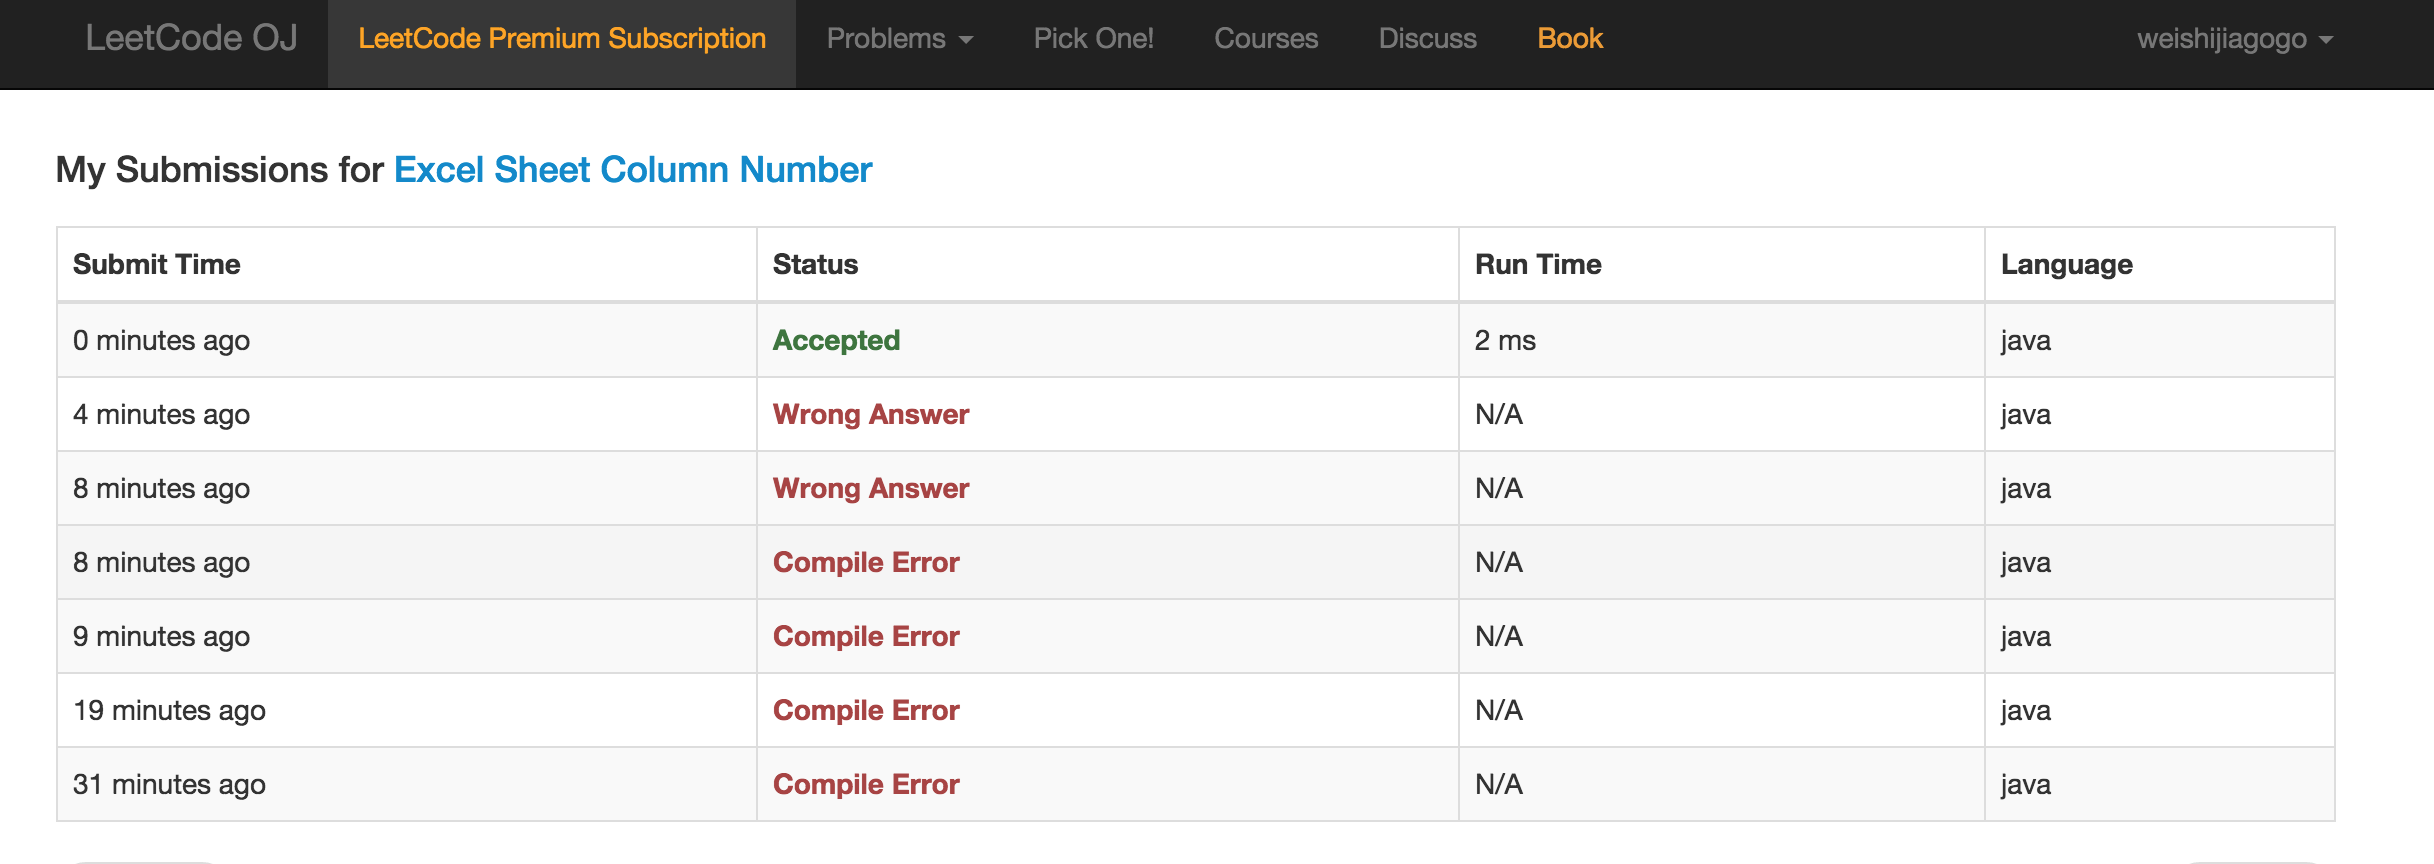 LeetCode OJ LeetCode Premium Subscription Problems Pick One! Courses Discuss Book weishijiagogo
My Submissions for Excel Sheet Column Number
Submit Time Status Run Time Language
0 minutes ago Accepted 2 ms java
4 minutes ago Wrong Answer N/A java
8 minutes ago Wrong Answer N/A java
8 minutes ago Compile Error N/A java
9 minutes ago Compile Error N/A java
19 minutes ago Compile Error N/A java
31 minutes ago Compile Error N/A java